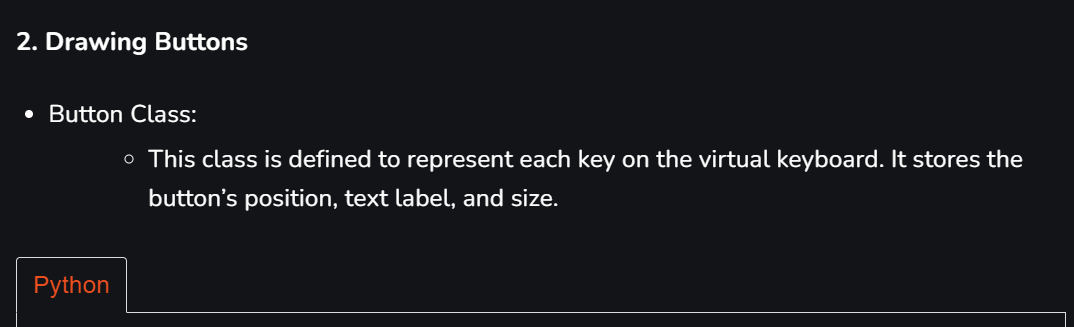 2. Drawing Buttons
• Button Class:
○ This class is defined to represent each key on the virtual keyboard. It stores the
button’s position, text label, and size.
Python